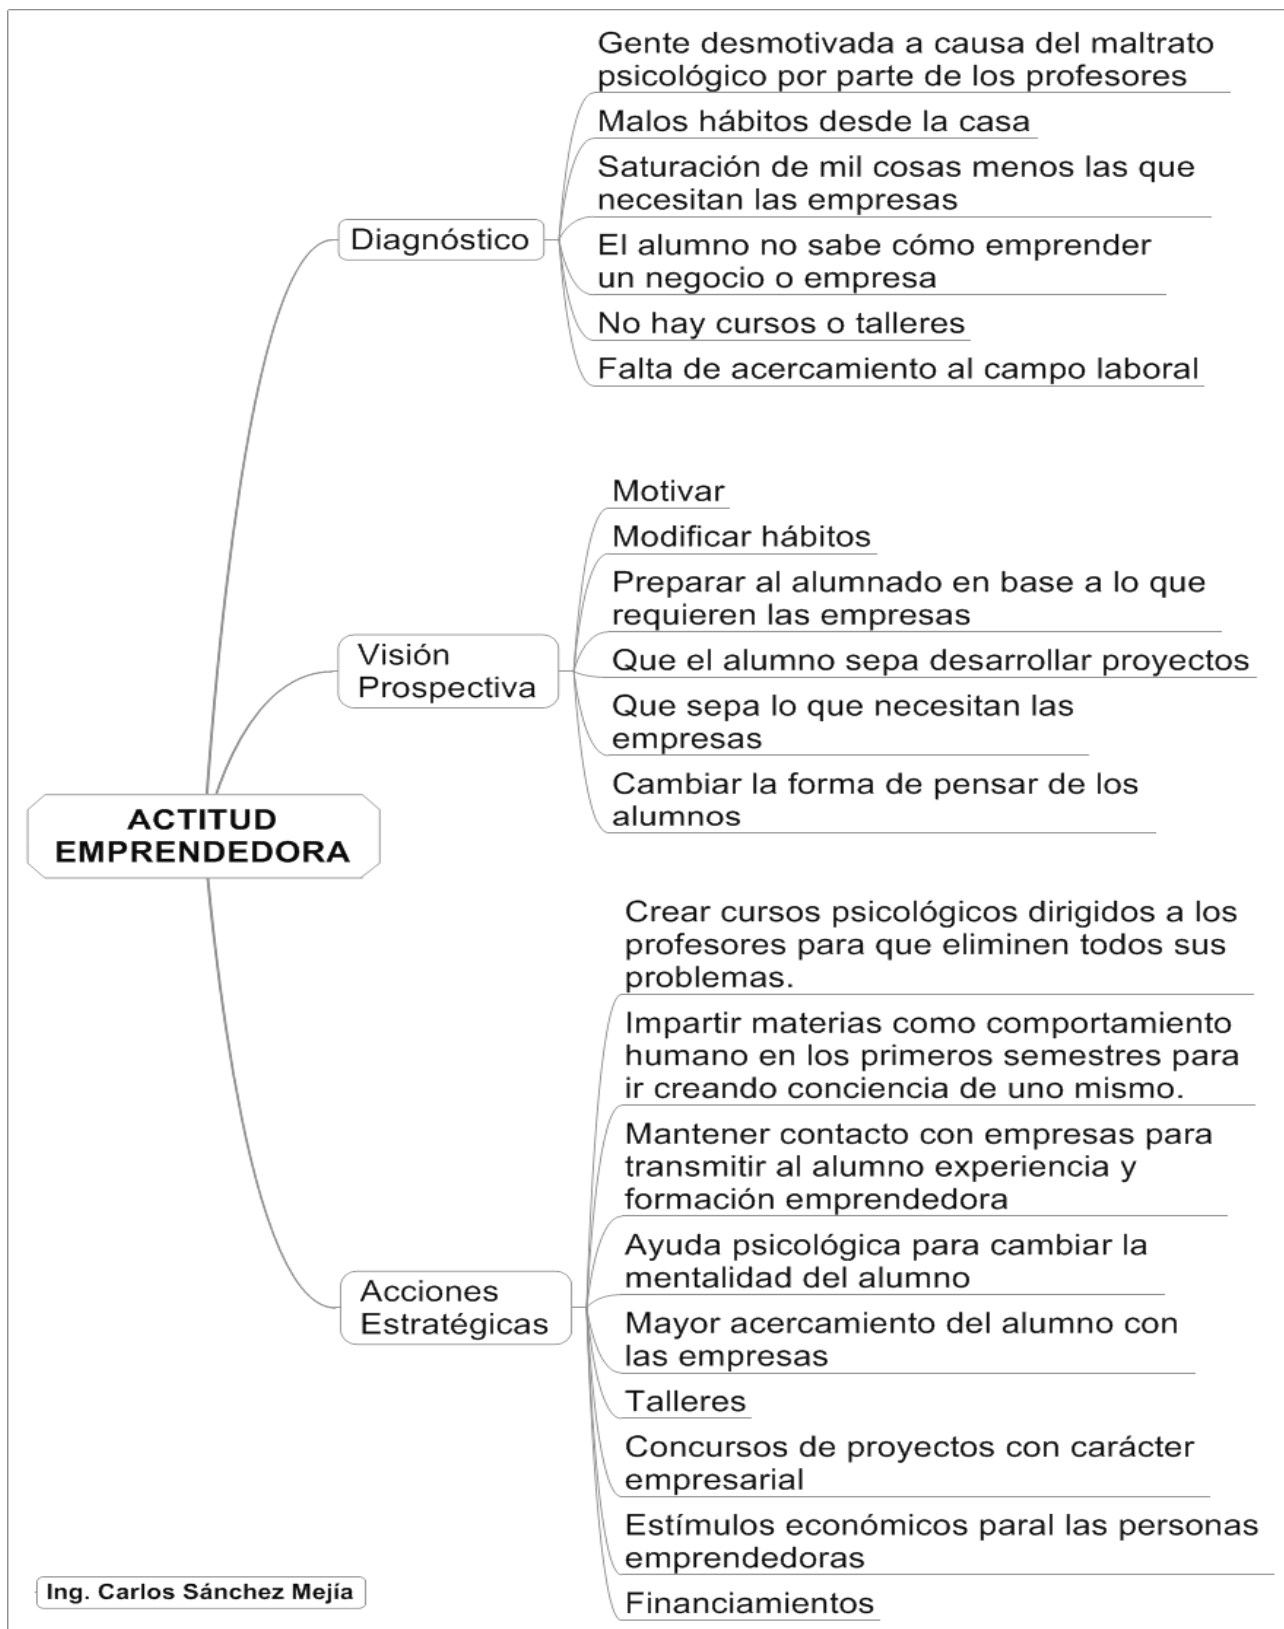 Gente desmotivada a causa del maltrato
psicológico por parte de los profesores
Malos hábitos desde la casa
Saturación de mil cosas menos las que
necesitan las empresas
Diagnóstico
El alumno no sabe cómo emprender
un negocio o empresa
No hay cursos o talleres
Falta de acercamiento al campo laboral
Motivar
Modificar hábitos
Preparar al alumnado en base a lo que
requieren las empresas
Visión
Prospectiva
Que el alumno sepa desarrollar proyectos
Que sepa lo que necesitan las
empresas
Cambiar la forma de pensar de los
alumnos
ACTITUD
EMPRENDEDORA
Crear cursos psicológicos dirigidos a los
profesores para que eliminen todos sus
problemas.
Impartir materias como comportamiento
humano en los primeros semestres para
ir creando conciencia de uno mismo.
Mantener contacto con empresas para
transmitir al alumno experiencia y
formación emprendedora
Ayuda psicológica para cambiar la
mentalidad del alumno
Acciones
Estratégicas
Mayor acercamiento del alumno con
las empresas
Talleres
Concursos de proyectos con carácter
empresarial
Estímulos económicos paral las personas
emprendedoras
Financiamientos
Ing. Carlos Sánchez Mejía